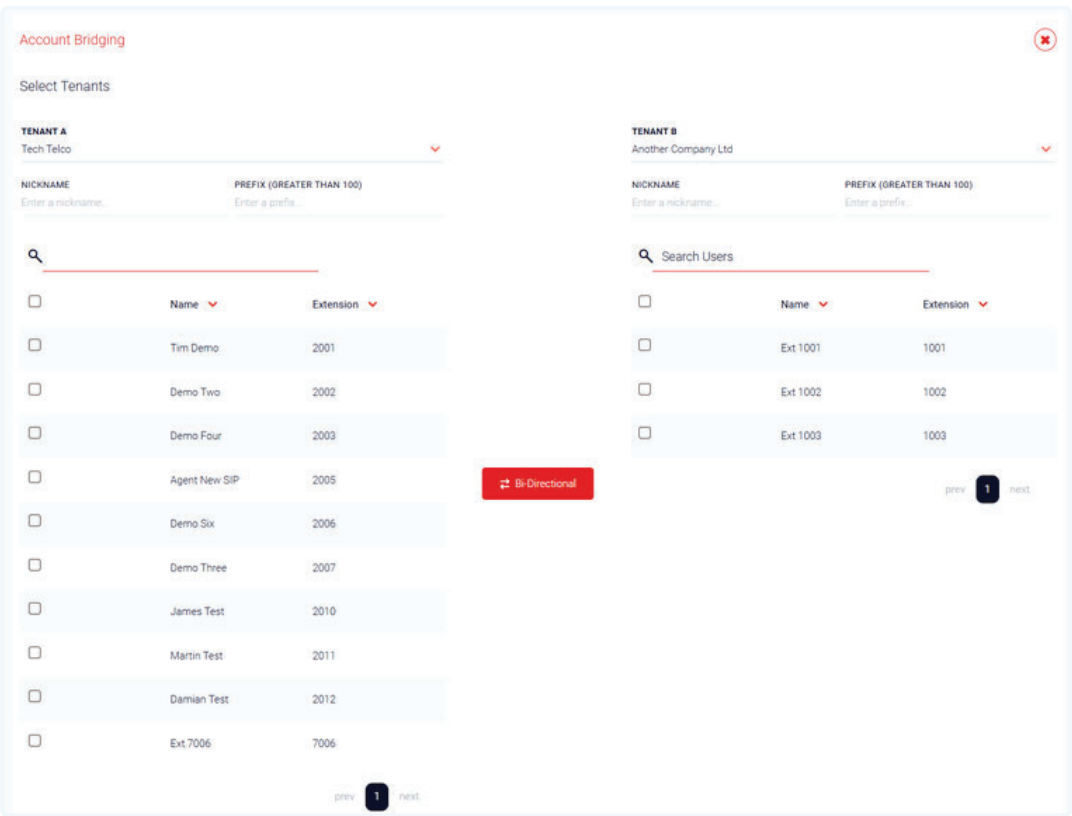 Account Bridging
Select Tenants
TENANT A
Tech Telco
NICKNAME PREFIX (GREATER THAN 100)
Enter a nickname... Enter a prefix...
Name Extension
Tim Demo 2001
Demo Two 2002
Demo Four 2003
Agent New SIP 2005
Demo Six 2006
Demo Three 2007
James Test 2010
Martin Test 2011
Damian Test 2012
Ext 7006 7006
prev 1 next
Bi-Directional
TENANT B
Another Company Ltd
NICKNAME PREFIX (GREATER THAN 100)
Enter a nickname... Enter a prefix...
Search Users
Name Extension
Ext 1001 1001
Ext 1002 1002
Ext 1003 1003
prev 1 next